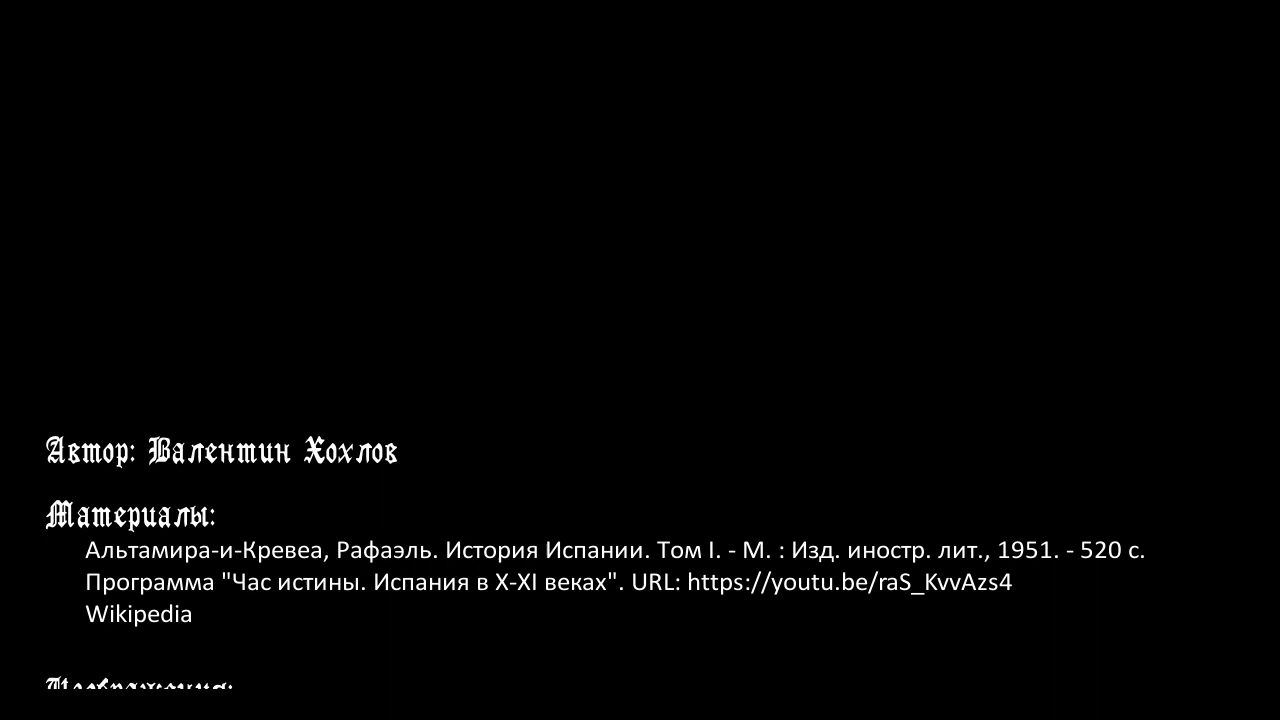 Автор: Валентин Хохлов
Материалы:
Альтамира-и-Кревеа, Рафаэль. История Испании. Том I. - М. : Изд. иностр. лит., 1951. - 520 с.
Программа "Час истины. Испания в X-XI веках". URL: https://youtu.be/raS_KvvAzs4
Wikipedia
Изображения: